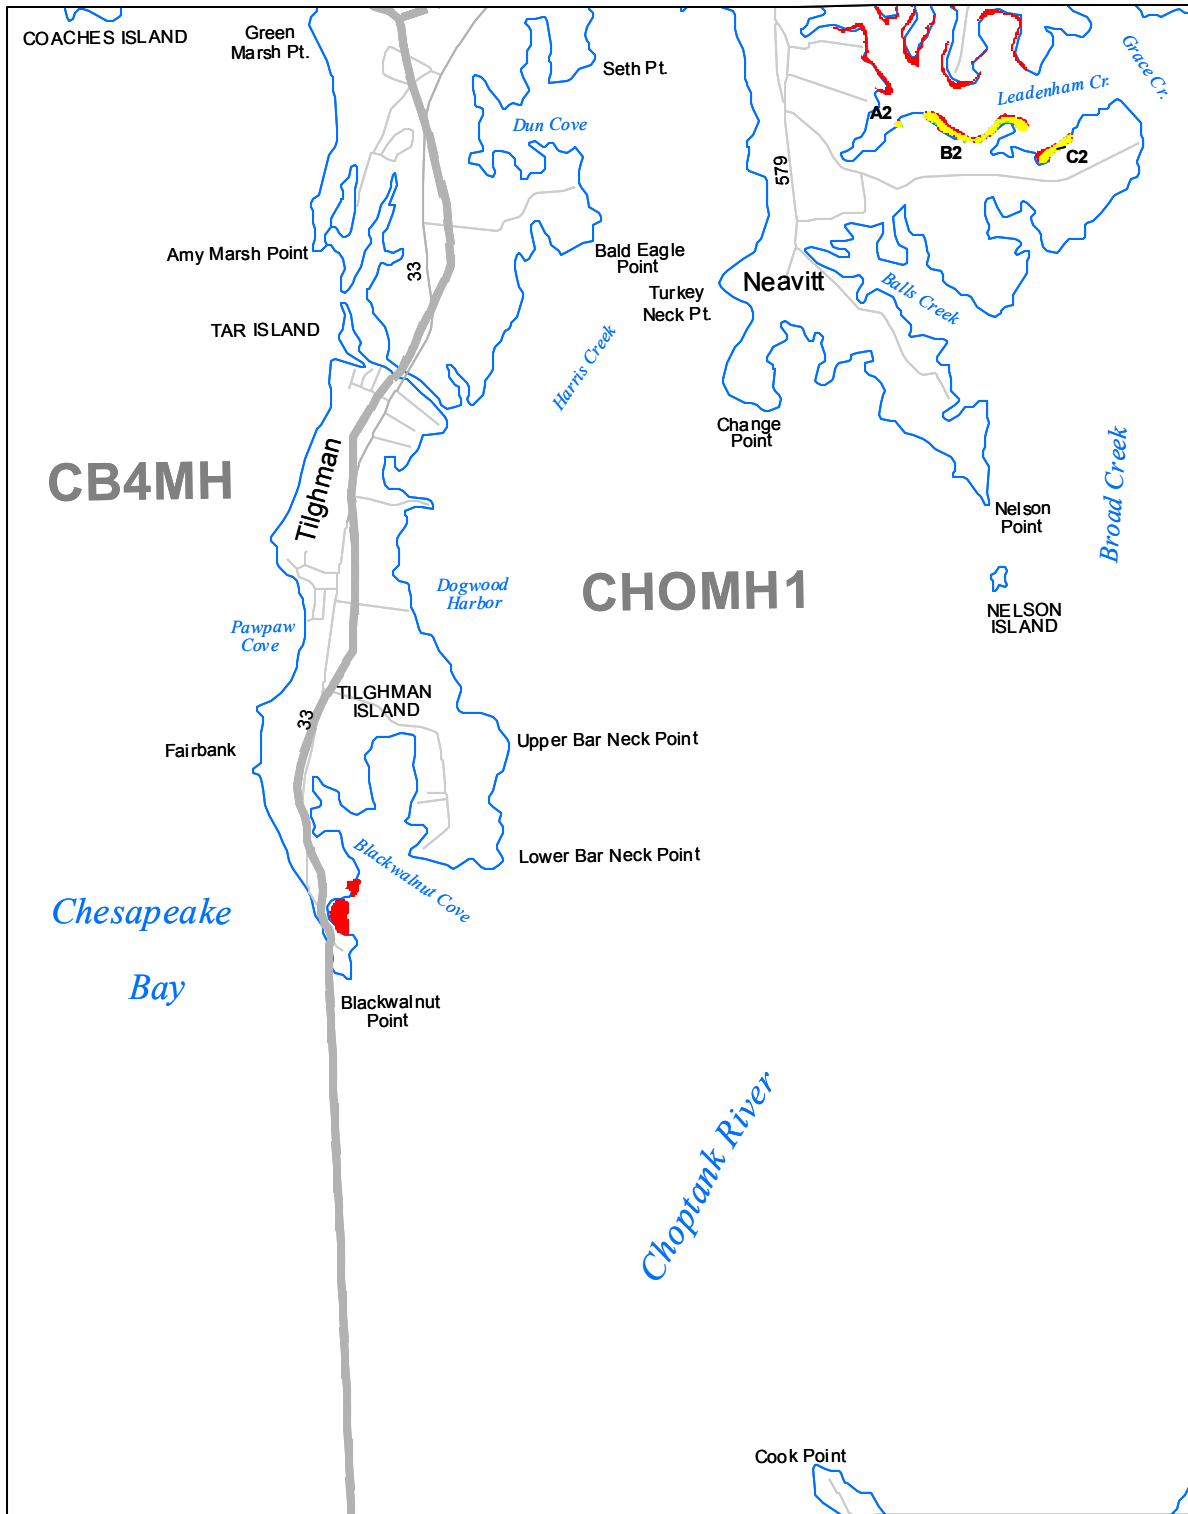 COACHES ISLAND
Green
Marsh Pt.
Seth Pt.
Grace Cr.
Leadenham Cr.
Dun Cove
A2
B2
C2
579
Amy Marsh Point
33
Bald Eagle
Point
Turkey
Neck Pt.
Neavitt
Balls Creek
TAR ISLAND
Harris Creek
Change
Point
CB4MH
Tilghman
Broad Creek
Nelson
Point
Dogwood
Harbor
CHOMH1
NELSON
ISLAND
Pawpaw
Cove
TILGHMAN
ISLAND
33
Fairbank
Upper Bar Neck Point
Blackwalnut Cove
Lower Bar Neck Point
Chesapeake
Bay
Blackwalnut
Point
Choptank River
Cook Point